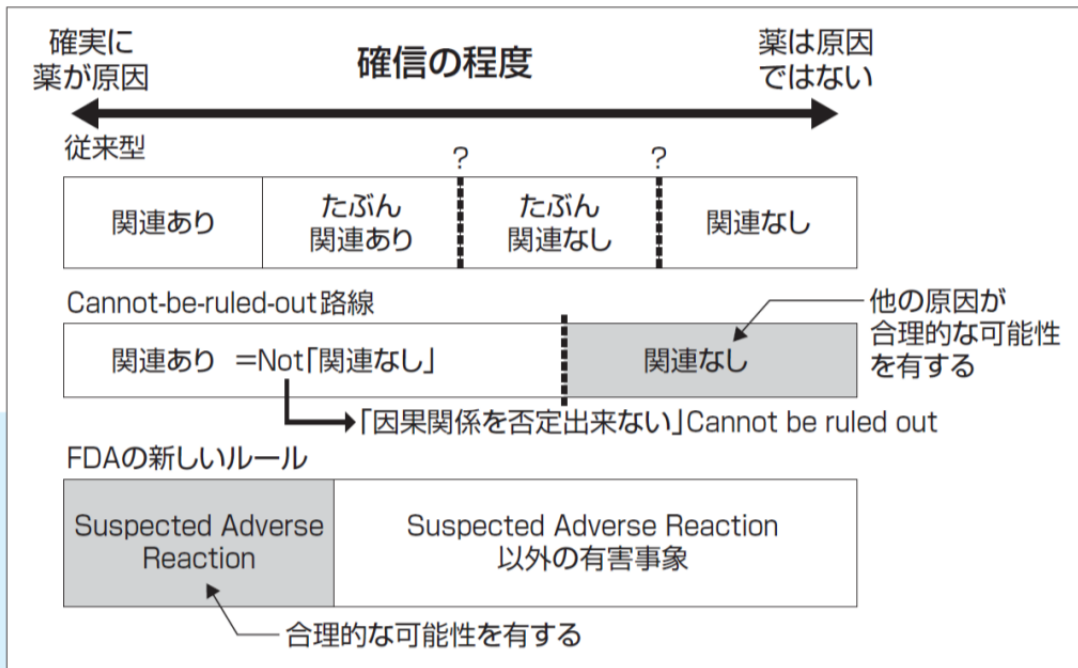 確実に
薬が原因
確信の程度
薬は原因
ではない
従来型
?
?
関連あり
たぶん
関連あり
たぶん
関連なし
関連なし
Cannot-be-ruled-out路線
関連あり =Not「関連なし」
関連なし
他の原因が
合理的な可能性
を有する
「因果関係を否定出来ない」Cannot be ruled out
FDAの新しいルール
Suspected Adverse
Reaction
Suspected Adverse Reaction
以外の有害事象
合理的な可能性を有する